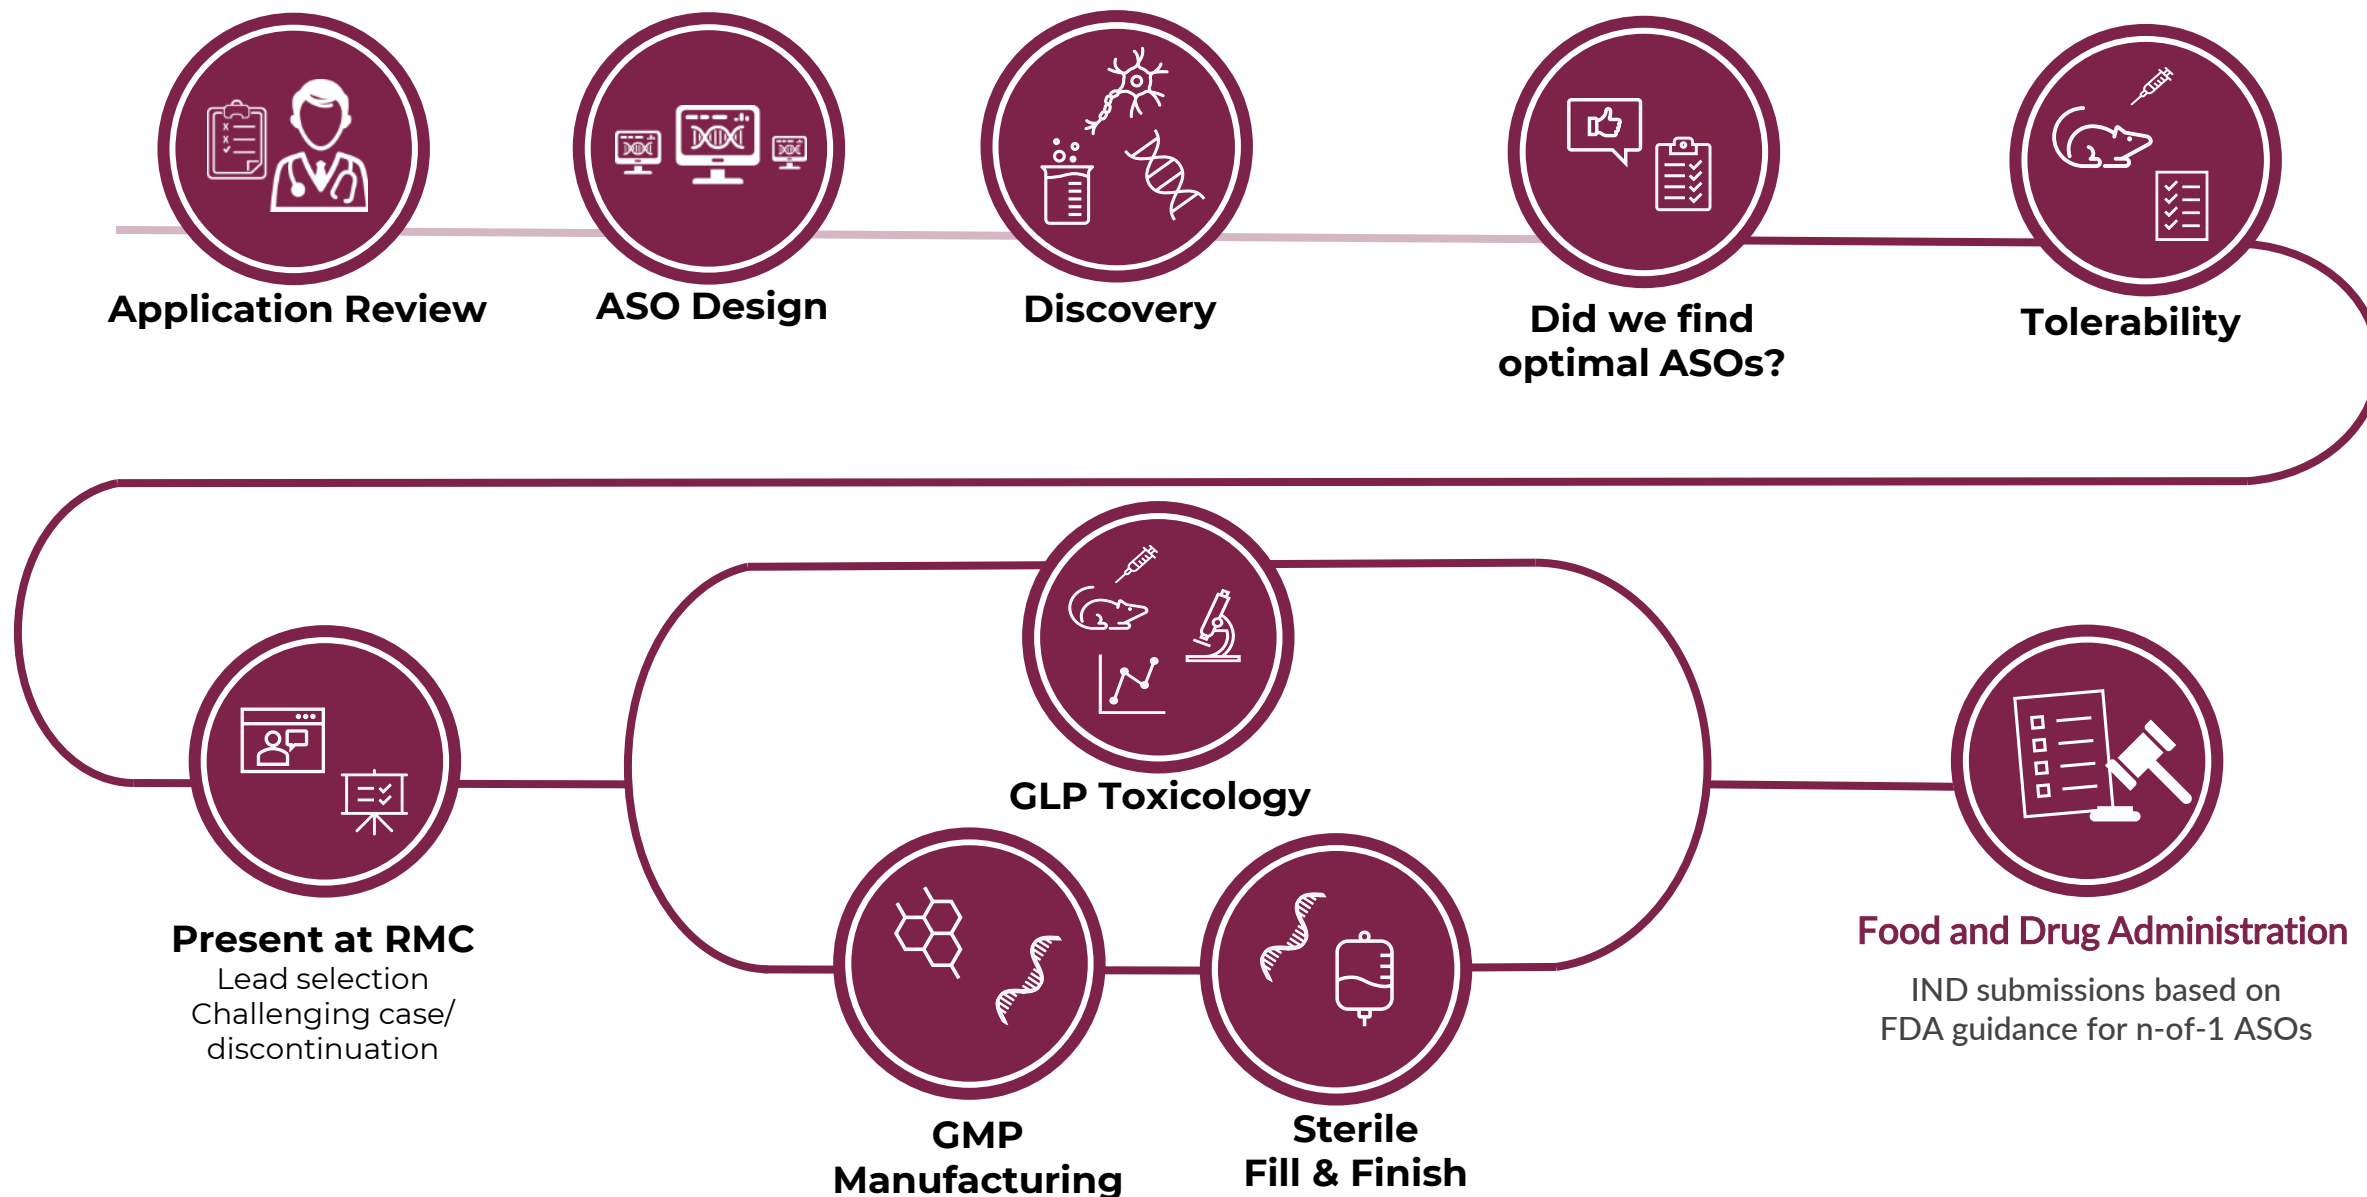 Application Review
ASO Design
Discovery
Did we find
optimal ASOs?
Tolerability
Present at RMC
Lead selection
Challenging case/
discontinuation
GLP Toxicology
GMP
Manufacturing
Sterile
Fill & Finish
Food and Drug Administration
IND submissions based on
FDA guidance for n-of-1 ASOs